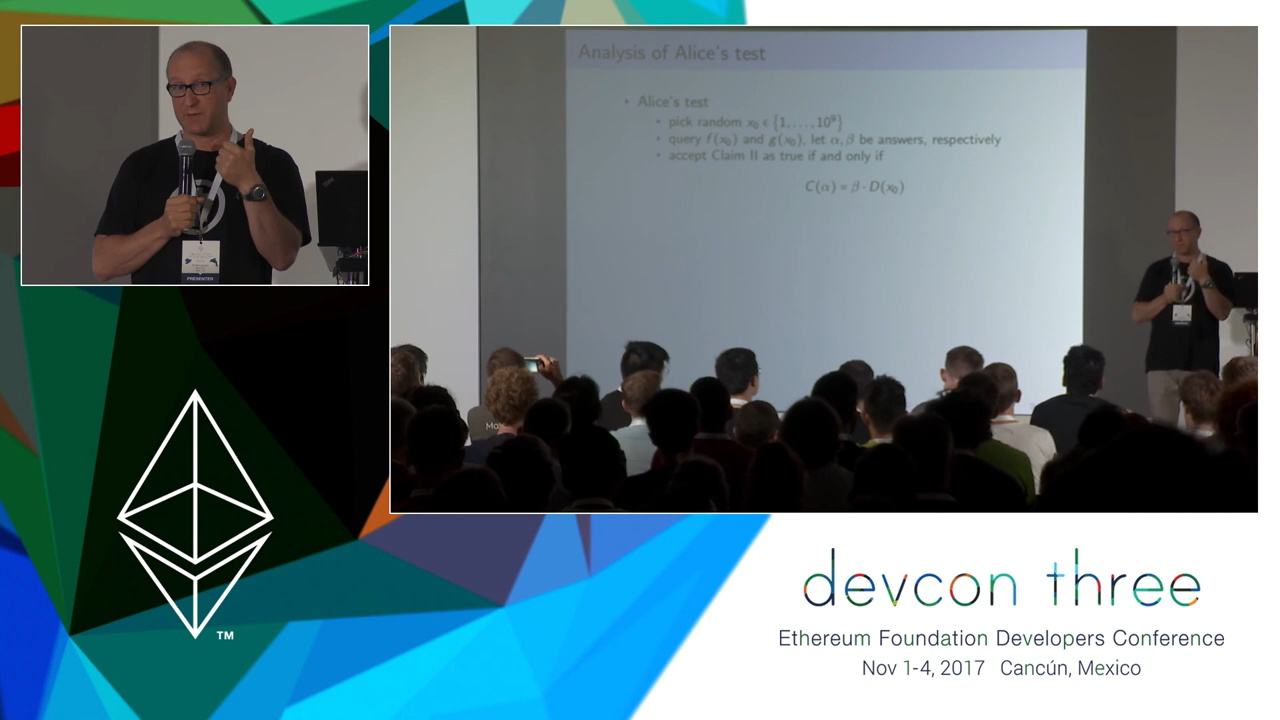 Analysis of Alice's test
• Alice's test
• pick random x₀ ∈ {1, . . . , 10⁹}
• query f(x₀) and g(x₀), let α, β be answers, respectively
• accept Claim II as true if and only if
C(α) = β · D(x₀)
PRESENTER
TM
devcon three
Ethereum Foundation Developers Conference
Nov 1-4, 2017 Cancún, Mexico